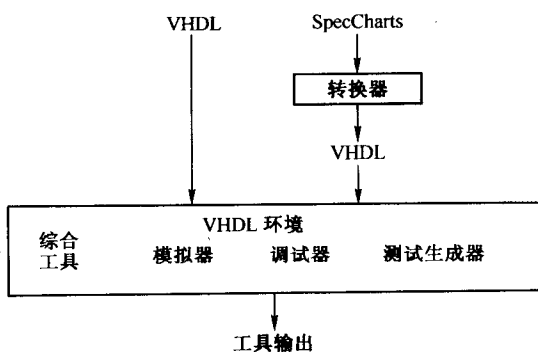 VHDL
SpecCharts
转换器
VHDL
VHDL 环境
综合
工具
模拟器
调试器
测试生成器
工具输出